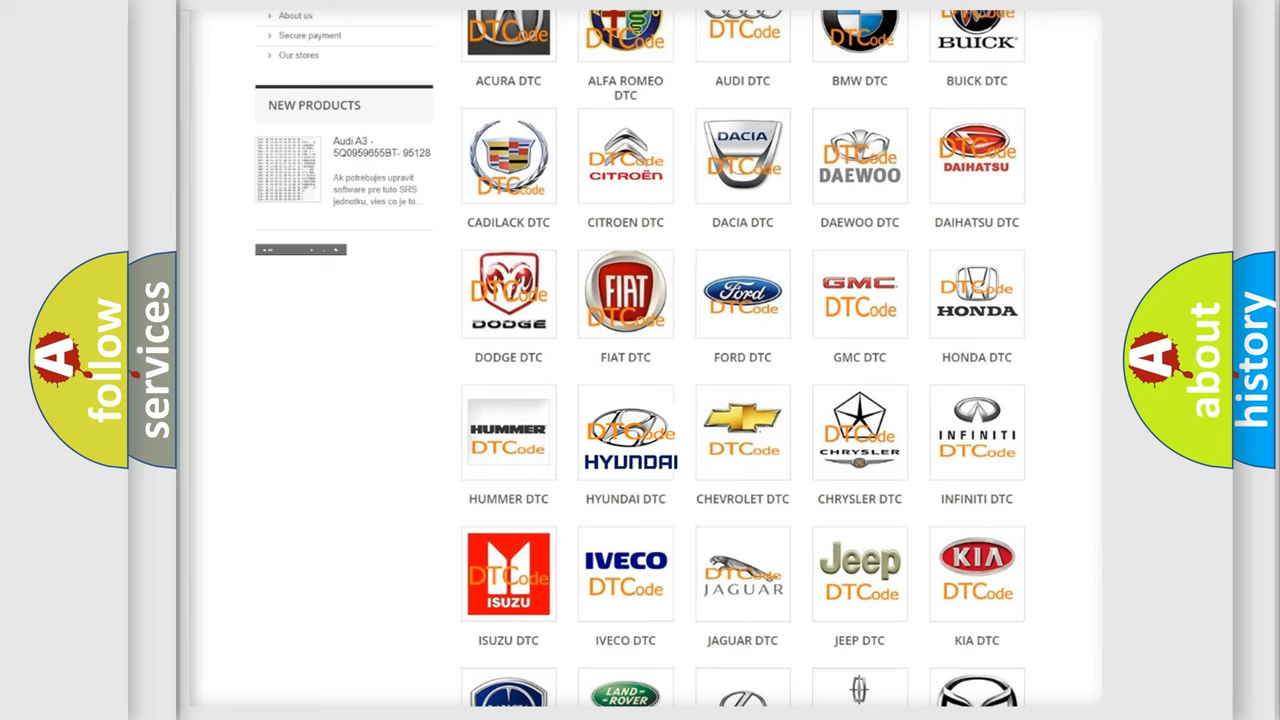 About us
Secure payment
Our stores
NEW PRODUCTS
Audi A3 -
5Q0959655BT- 95128
Ak potrebujes upravit
software pre tuto SRS
jednotku, vies co je to...
DTCode
DTCode
DTCode
DTCode
BUICK
ACURA DTC
ALFA ROMEO
DTC
AUDI DTC
BMW DTC
BUICK DTC
DTCode
DTCode
CITROËN
DACIA
DTCode
DTCode
DAEWOO
DTCode
DAIHATSU
CADILACK DTC
CITROEN DTC
DACIA DTC
DAEWOO DTC
DAIHATSU DTC
DTCode
DODGE
FIAT
DTCode
Ford
DTCode
GMC
DTCode
DTCode
HONDA
DODGE DTC
FIAT DTC
FORD DTC
GMC DTC
HONDA DTC
HUMMER
DTCode
DTCode
HYUNDAI
DTCode
DTCode
CHRYSLER
INFINITI
DTCode
HUMMER DTC
HYUNDAI DTC
CHEVROLET DTC
CHRYSLER DTC
INFINITI DTC
DTCode
ISUZU
IVECO
DTCode
DTCode
JAGUAR
Jeep
DTCode
KIA
DTCode
ISUZU DTC
IVECO DTC
JAGUAR DTC
JEEP DTC
KIA DTC
LAND-
ROVER
A
follow
services
A
about
history